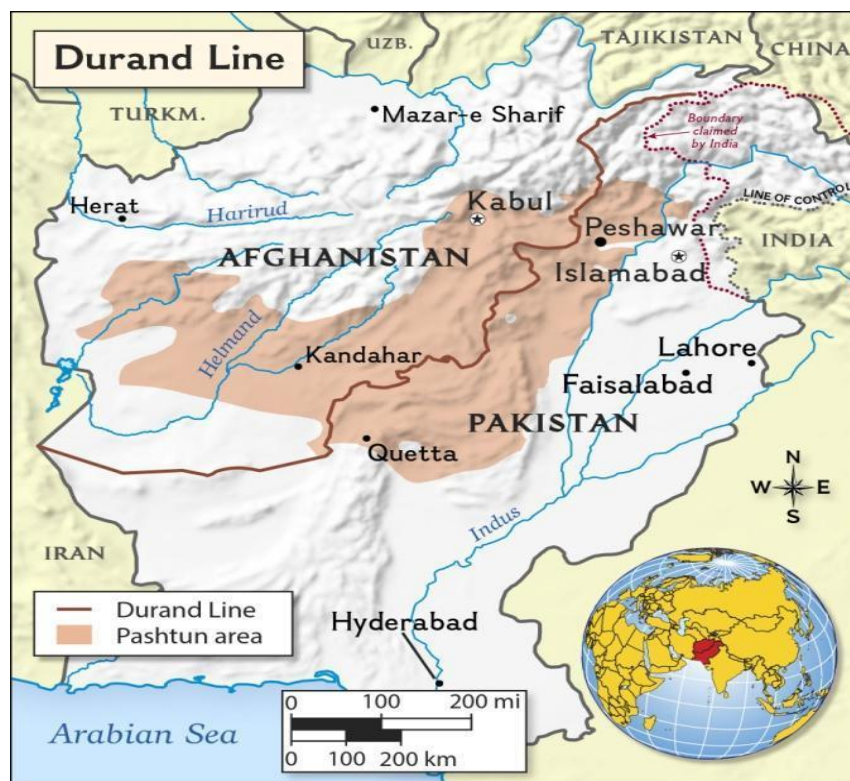 Durand Line
UZB.
TAJIKISTAN
CHINA
TURKM.
Mazar-e Sharif
Boundary
claimed
by India
Herat
Harirud
Kabul
LINE OF CONTROL
Peshawar
INDIA
AFGHANISTAN
Islamabad
Helmand
Kandahar
Lahore
Faisalabad
PAKISTAN
Quetta
N
W E
S
Indus
IRAN
Durand Line
Pashtun area
Hyderabad
0 100 200 mi
0 100 200 km
Arabian Sea